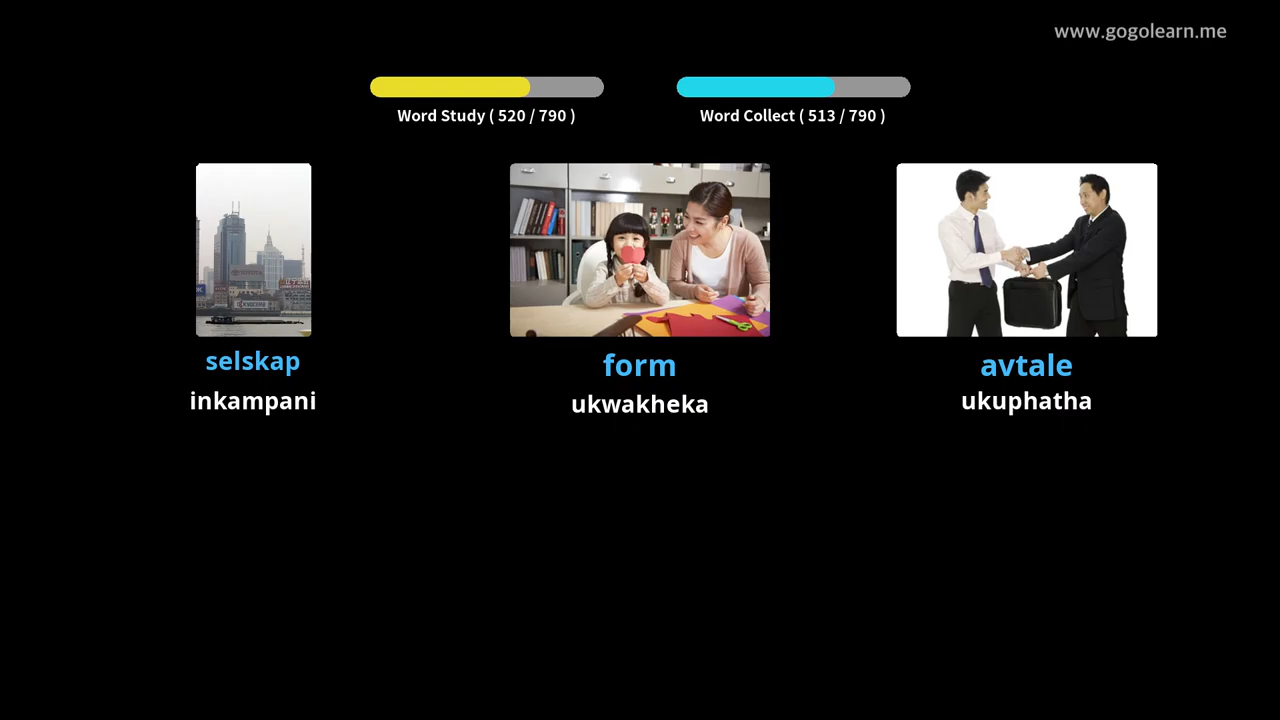 www.gogolearn.me
Word Study ( 520 / 790 )
Word Collect ( 513 / 790 )
selskap
form
avtale
inkampani
ukwakheka
ukuphatha